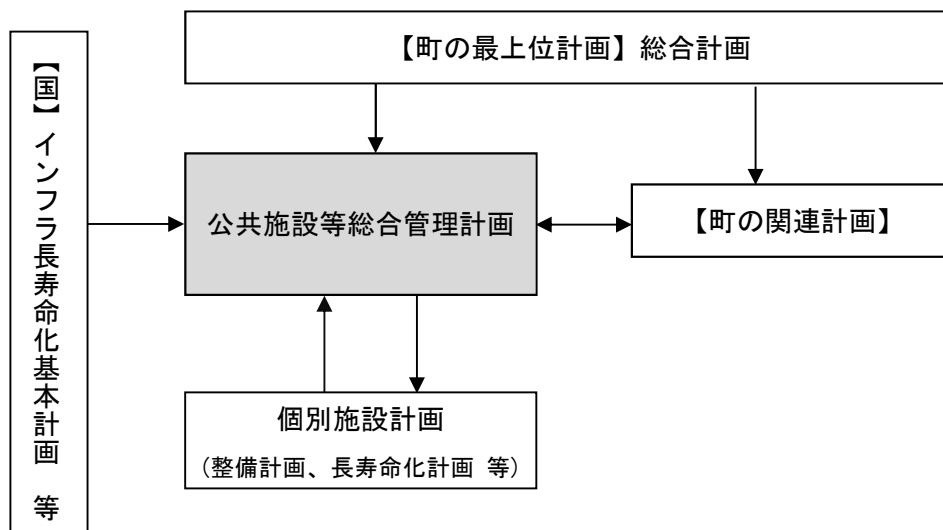 【国】インフラ長寿命化基本計画 等
【町の最上位計画】総合計画
公共施設等総合管理計画
【町の関連計画】
個別施設計画
（整備計画、長寿命化計画 等）